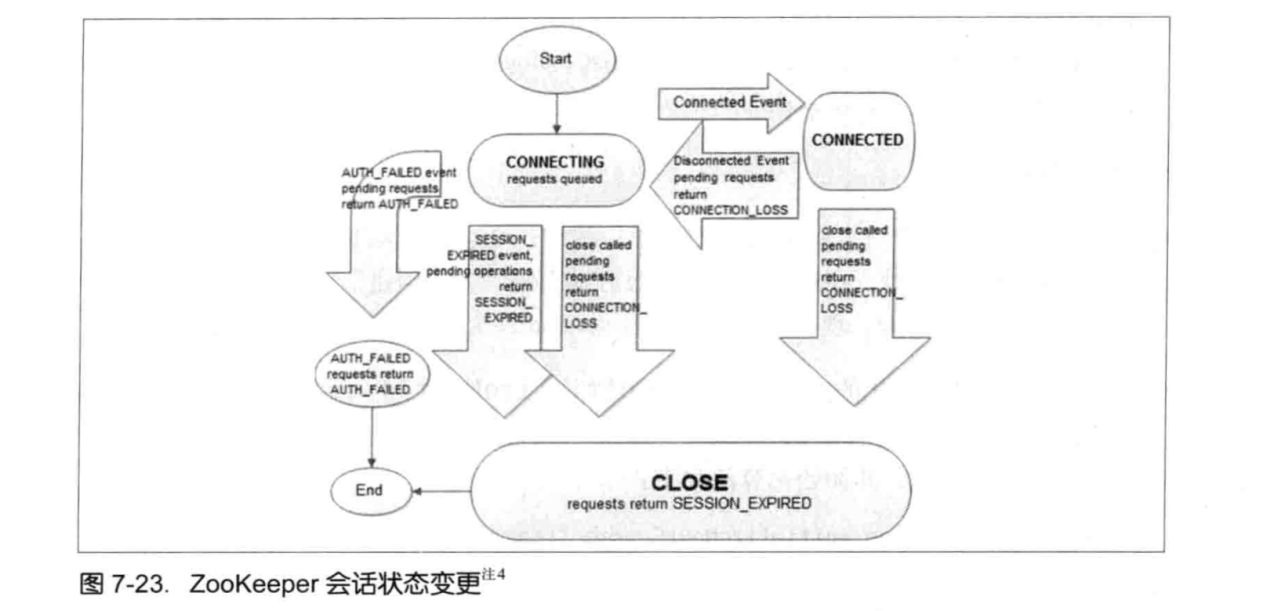 Start
Connected Event
CONNECTED
CONNECTING
requests queued
Disconnected Event
pending requests
return
CONNECTION_LOSS
AUTH_FAILED event
pending requests
return AUTH_FAILED
SESSION_
EXPIRED event,
pending operations
return
SESSION_
EXPIRED
close called
pending
requests
return
CONNECTION_
LOSS
close called
pending
requests
return
CONNECTION_
LOSS
AUTH_FAILED
requests return
AUTH_FAILED
End
CLOSE
requests return SESSION_EXPIRED
图 7-23. ZooKeeper 会话状态变更注4